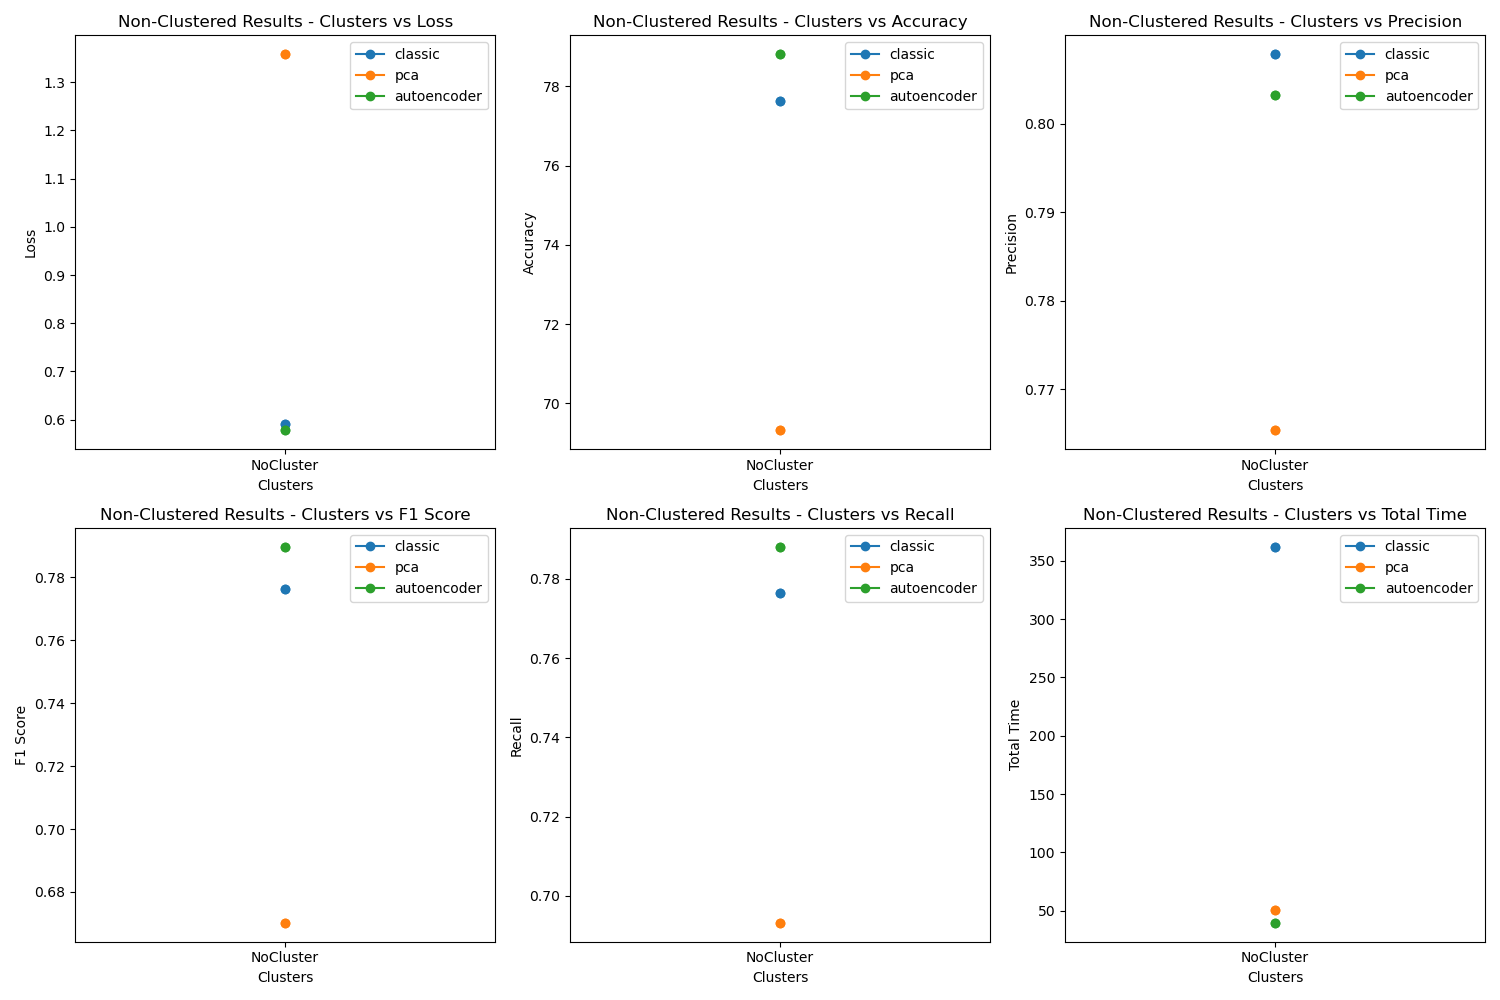 Non-Clustered Results - Clusters vs Loss
classic
pca
autoencoder
1.3
1.2
1.1
1.0
0.9
0.8
0.7
0.6
Loss
NoCluster
Clusters
Non-Clustered Results - Clusters vs Accuracy
classic
pca
autoencoder
78
76
74
72
70
Accuracy
NoCluster
Clusters
Non-Clustered Results - Clusters vs Precision
classic
pca
autoencoder
0.80
0.79
0.78
0.77
Precision
NoCluster
Clusters
Non-Clustered Results - Clusters vs F1 Score
classic
pca
autoencoder
0.78
0.76
0.74
0.72
0.70
0.68
F1 Score
NoCluster
Clusters
Non-Clustered Results - Clusters vs Recall
classic
pca
autoencoder
0.78
0.76
0.74
0.72
0.70
Recall
NoCluster
Clusters
Non-Clustered Results - Clusters vs Total Time
classic
pca
autoencoder
350
300
250
200
150
100
50
Total Time
NoCluster
Clusters